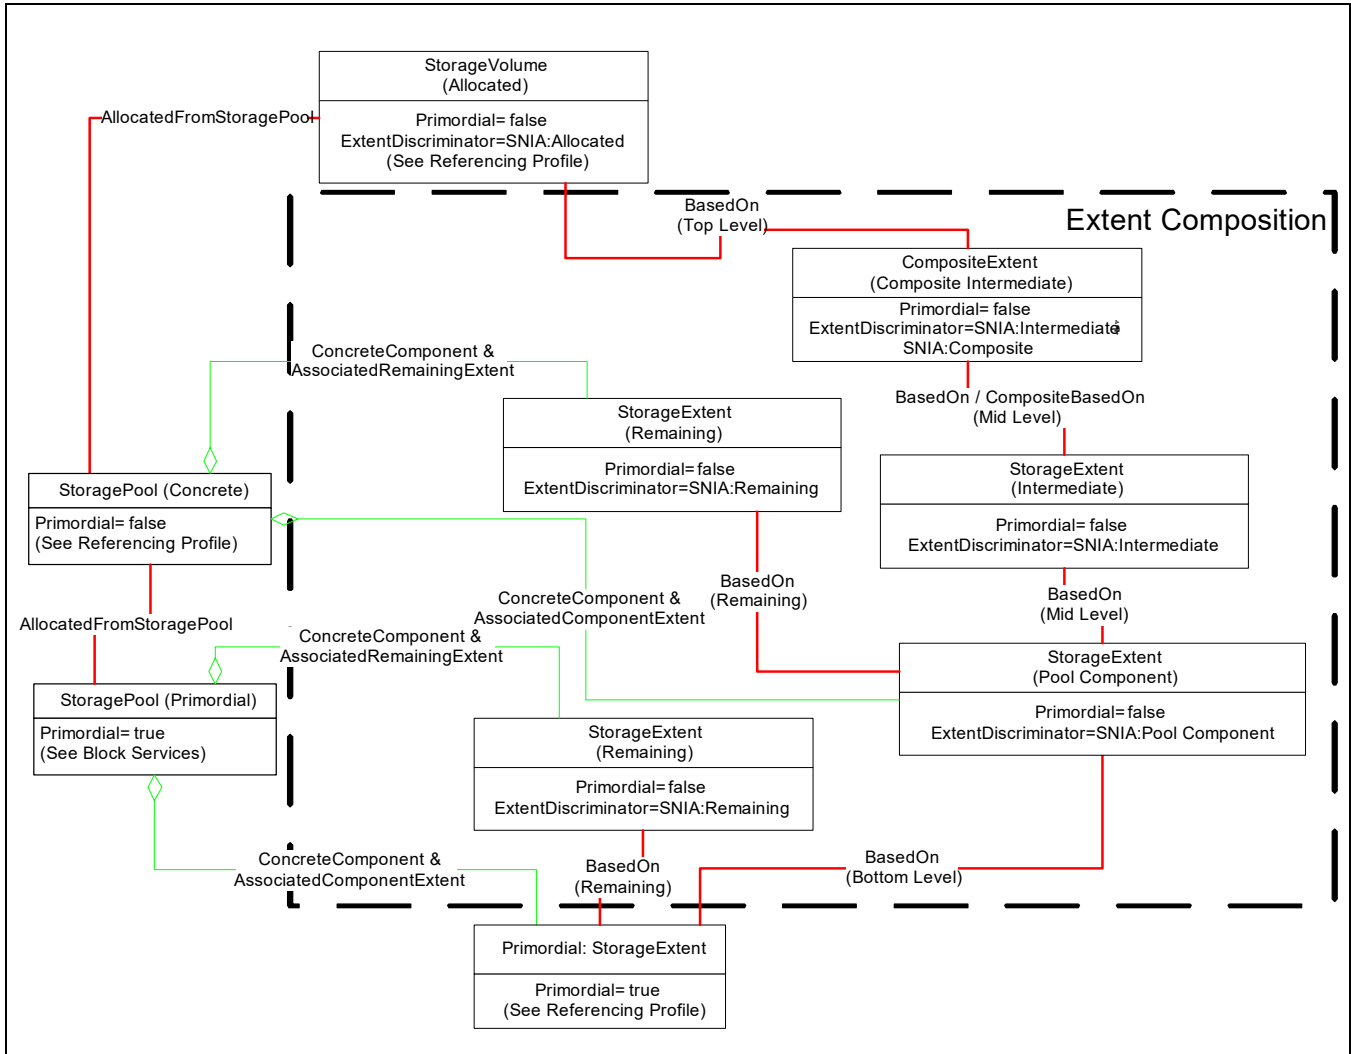 StorageVolume
(Allocated)
AllocatedFromStoragePool
Primordial= false
ExtentDiscriminator=SNIA:Allocated
(See Referencing Profile)
BasedOn
(Top Level)
Extent Composition
CompositeExtent
(Composite Intermediate)
Primordial= false
ExtentDiscriminator=SNIA:Intermediate
SNIA:Composite
ConcreteComponent &
AssociatedRemainingExtent
BasedOn / CompositeBasedOn
(Mid Level)
StorageExtent
(Remaining)
Primordial= false
ExtentDiscriminator=SNIA:Remaining
StorageExtent
(Intermediate)
Primordial= false
ExtentDiscriminator=SNIA:Intermediate
StoragePool (Concrete)
Primordial= false
(See Referencing Profile)
BasedOn
(Remaining)
BasedOn
(Mid Level)
ConcreteComponent &
AssociatedComponentExtent
AllocatedFromStoragePool
ConcreteComponent &
AssociatedRemainingExtent
StorageExtent
(Pool Component)
Primordial= false
ExtentDiscriminator=SNIA:Pool Component
StoragePool (Primordial)
Primordial= true
(See Block Services)
StorageExtent
(Remaining)
Primordial= false
ExtentDiscriminator=SNIA:Remaining
ConcreteComponent &
AssociatedComponentExtent
BasedOn
(Remaining)
BasedOn
(Bottom Level)
Primordial: StorageExtent
Primordial= true
(See Referencing Profile)